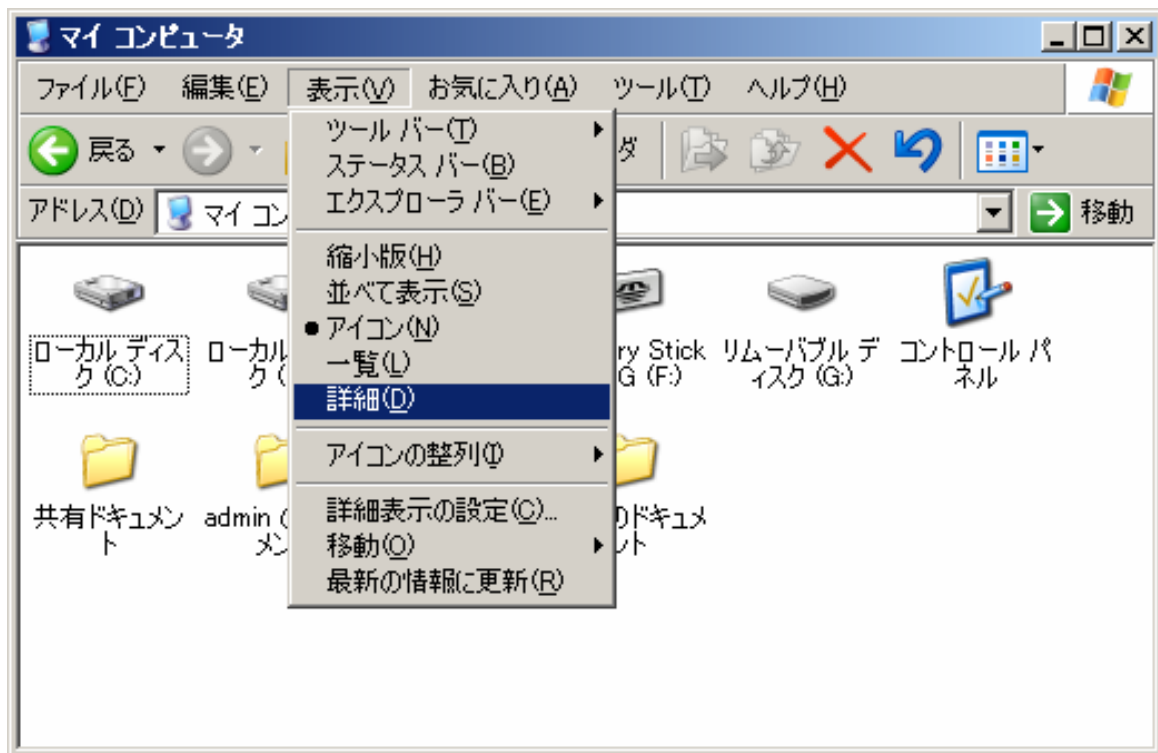 マイ コンピュータ
ファイル(F) 編集(E) 表示(V) お気に入り(A) ツール(T) ヘルプ(H)
戻る
ダ
アドレス(D) マイ コン
移動
ツール バー(T)
ステータス バー(B)
エクスプローラ バー(E)
縮小版(H)
並べて表示(S)
アイコン(N)
一覧(L)
詳細(D)
アイコンの整列(I)
詳細表示の設定(C)...
移動(O)
最新の情報に更新(R)
ローカル ディス
ク (C:)
ローカル
ク (
ry Stick
G (F:)
リムーバブル デ
ィスク (G:)
コントロール パ
ネル
共有ドキュメン
ト
admin (
メン
のドキュメ
ント